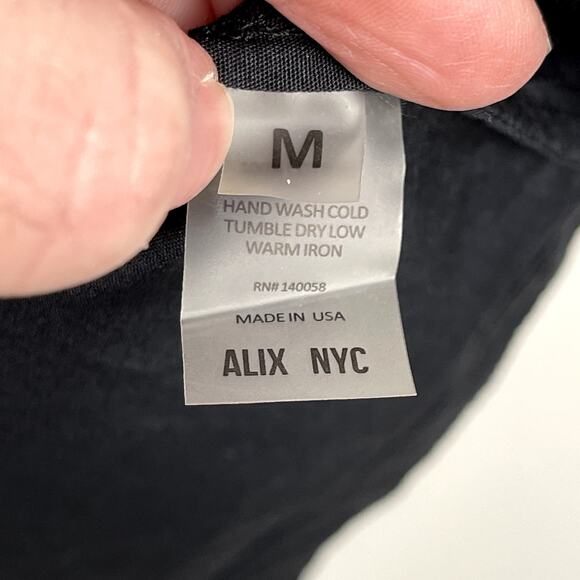 M
HAND WASH COLD
TUMBLE DRY LOW
WARM IRON
RN# 140058
MADE IN USA
ALIX NYC